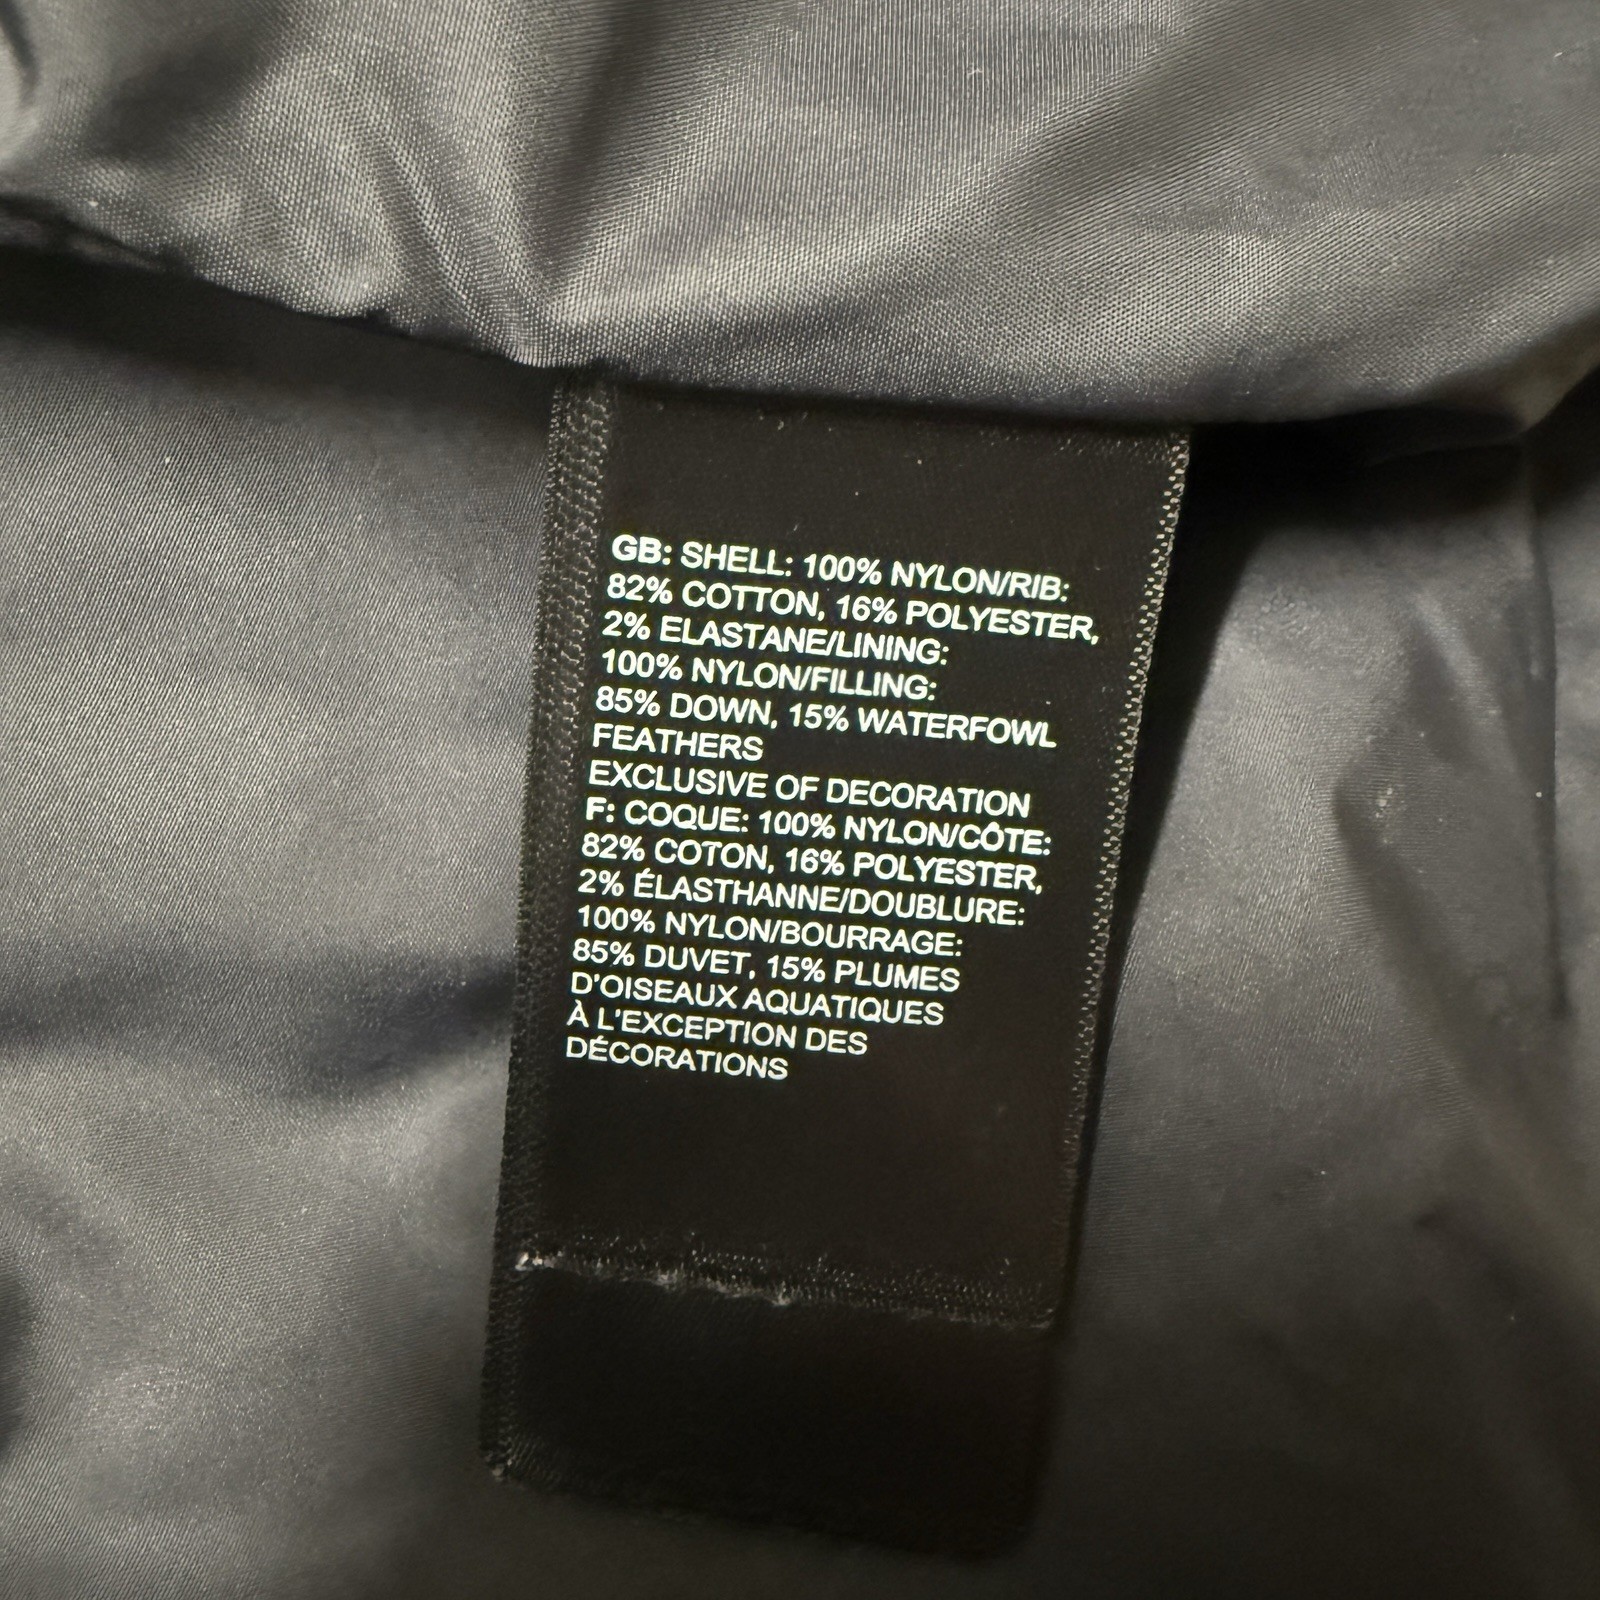 GB: SHELL: 100% NYLON/RIB:
82% COTTON, 16% POLYESTER,
2% ELASTANE/LINING:
100% NYLON/FILLING:
85% DOWN, 15% WATERFOWL
FEATHERS
EXCLUSIVE OF DECORATION
F: COQUE: 100% NYLON/CÔTE:
82% COTON, 16% POLYESTER,
2% ÉLASTHANNE/DOUBLURE:
100% NYLON/BOURRAGE:
85% DUVET, 15% PLUMES
D'OISEAUX AQUATIQUES
À L'EXCEPTION DES
DÉCORATIONS